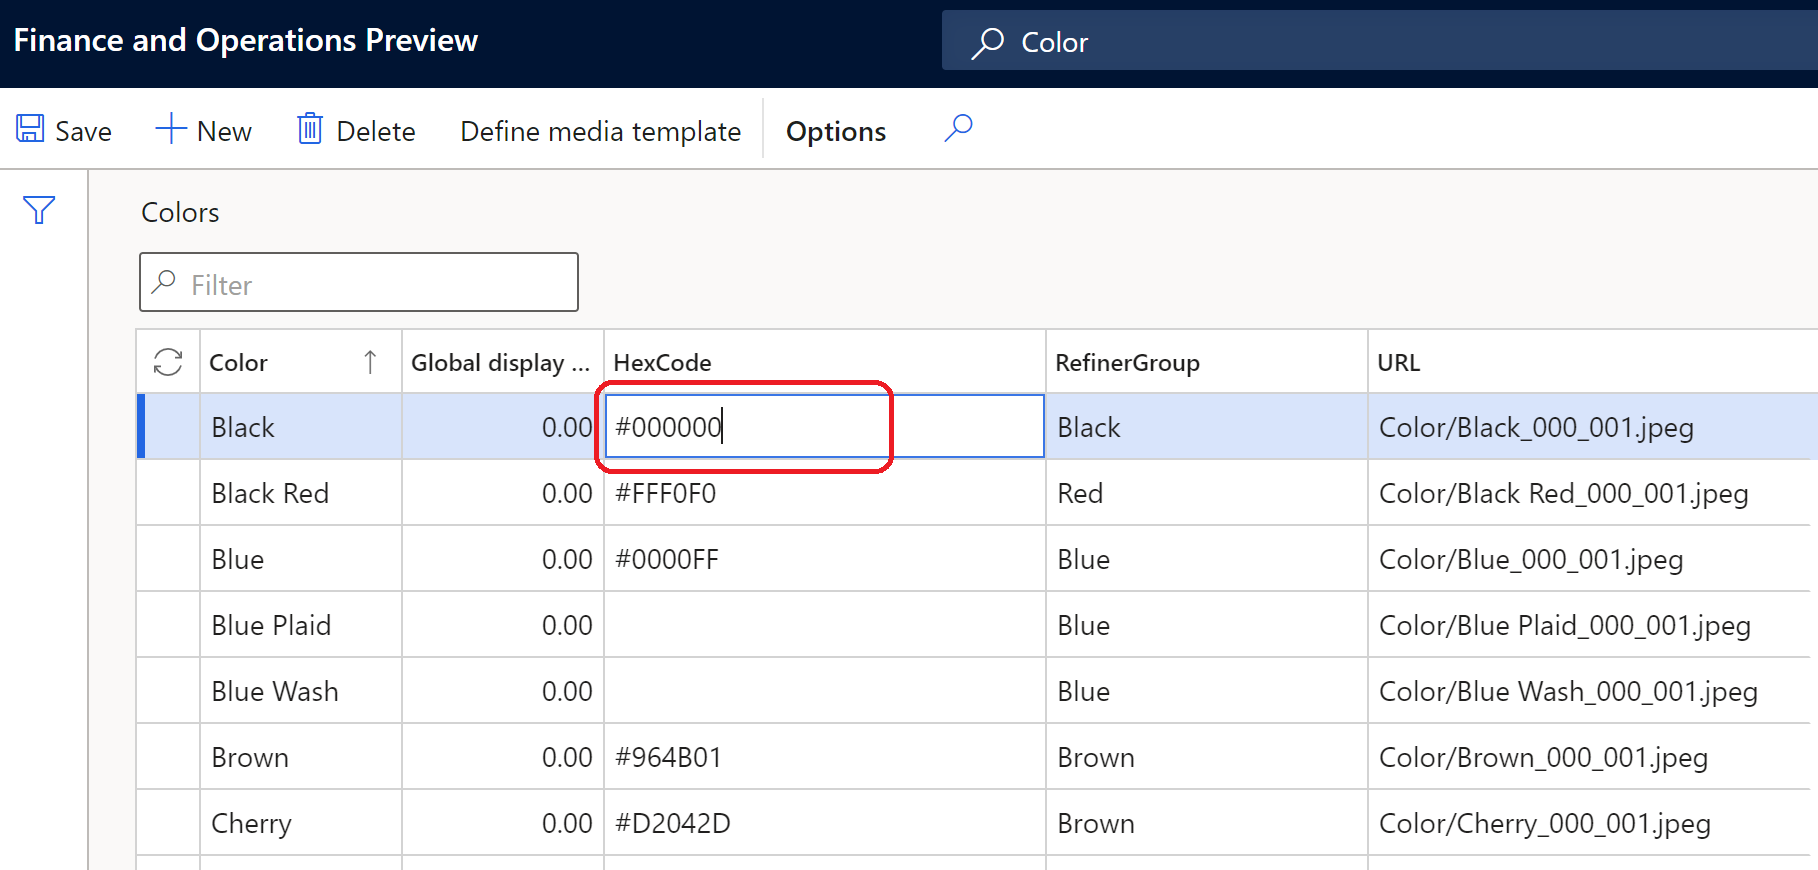 Finance and Operations Preview Color
Save New Delete Define media template Options
Colors
Filter
Color Global display ... HexCode RefinerGroup URL
Black 0.00 #000000 Black Color/Black_000_001.jpeg
Black Red 0.00 #FFF0F0 Red Color/Black Red_000_001.jpeg
Blue 0.00 #0000FF Blue Color/Blue_000_001.jpeg
Blue Plaid 0.00 Blue Color/Blue Plaid_000_001.jpeg
Blue Wash 0.00 Blue Color/Blue Wash_000_001.jpeg
Brown 0.00 #964B01 Brown Color/Brown_000_001.jpeg
Cherry 0.00 #D2042D Brown Color/Cherry_000_001.jpeg